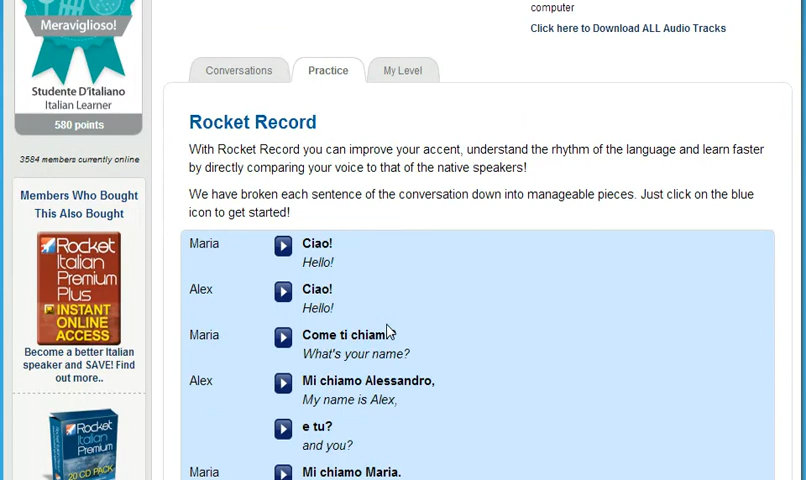 computer
Click here to Download ALL Audio Tracks
Meraviglioso!
Studente D'italiano
Italian Learner
580 points
3584 members currently online
Members Who Bought
This Also Bought
Rocket
Italian
Premium
Plus
INSTANT
ONLINE
ACCESS
Become a better Italian
speaker and SAVE! Find
out more..
Rocket
Italian
Premium
20 CD PACK
Conversations
Practice
My Level
Rocket Record
With Rocket Record you can improve your accent, understand the rhythm of the language and learn faster
by directly comparing your voice to that of the native speakers!
We have broken each sentence of the conversation down into manageable pieces. Just click on the blue
icon to get started!
Maria Ciao!
Hello!
Alex Ciao!
Hello!
Maria Come ti
What's your name?
Alex Mi chiamo Alessandro,
My name is Alex,
e tu?
and you?
Maria Mi chiamo Maria.